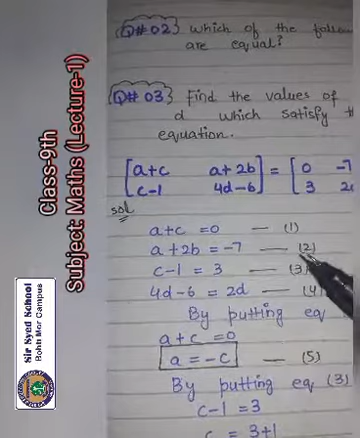 Class-9th
Subject Maths (Lecture-1)
Sir Syed School
Rohh Mor Campus
Q#02) Which of the
are equal?
Q#03) Find the values of
d which satisfy
equation.
[a+c a+2b] = [0 -7
[c-1 4d-6] [3 2
sol
a+c = 0 — (1)
a+2b = -7 — (2)
c-1 = 3 — (3)
4d-6 = 2d — (4)
By putting eq
a+c = 0
a = -c — (5)
By putting eq (3)
c-1 = 3
c = 3+1